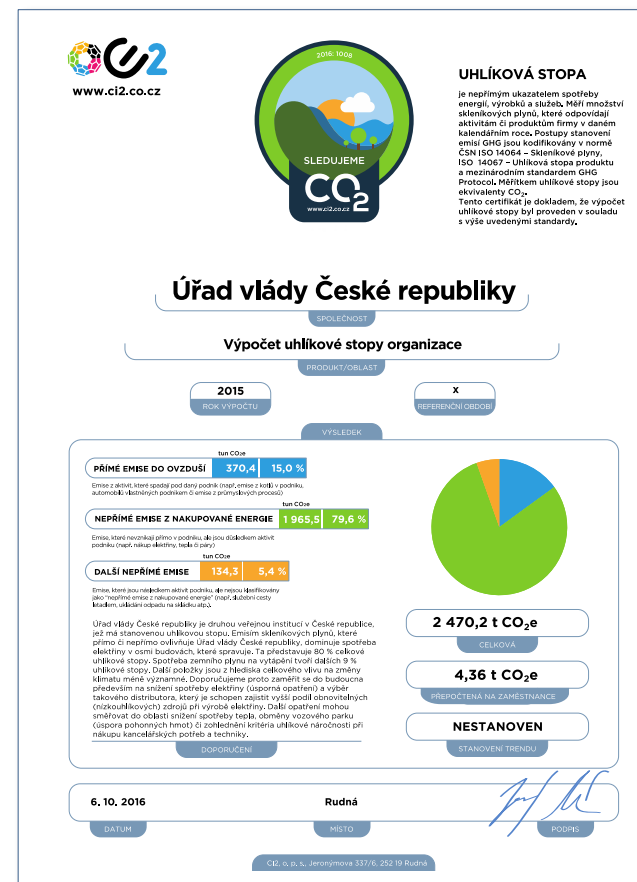 Ci2
www.ci2.co.cz
2016: 1008
SLEDUJEME
CO2
www.ci2.co.cz
UHLÍKOVÁ STOPA
je nepřímým ukazatelem spotřeby
energií, výrobků a služeb. Měří množství
skleníkových plynů, které odpovídají
aktivitám či produktům firmy v daném
kalendářním roce. Postupy stanovení
emisí GHG jsou kodifikovány v normě
ČSN ISO 14064 – Skleníkové plyny,
ISO 14067 – Uhlíková stopa produktu
a mezinárodním standardem GHG
Protocol. Měřítkem uhlíkové stopy jsou
ekvivalenty CO₂.
Tento certifikát je dokladem, že výpočet
uhlíkové stopy byl proveden v souladu
s výše uvedenými standardy.
Úřad vlády České republiky
SPOLEČNOST
Výpočet uhlíkové stopy organizace
PRODUKT/OBLAST
2015
ROK VÝPOČTU
x
REFERENČNÍ OBDOBÍ
VÝSLEDEK
tun CO₂e
PŘÍMÉ EMISE DO OVZDUŠÍ 370,4 15,0 %
Emise z aktivit, které spadají pod daný podnik (např. emise z kotlů v podniku,
automobilů vlastněných podnikem či emise z průmyslových procesů)
tun CO₂e
NEPŘÍMÉ EMISE Z NAKUPOVANÉ ENERGIE 1 965,5 79,6 %
Emise, které nevznikají přímo v podniku, ale jsou důsledkem aktivit
podniku (např. nákup elektřiny, tepla či páry)
tun CO₂e
DALŠÍ NEPŘÍMÉ EMISE 134,3 5,4 %
Emise, které jsou následkem aktivit podniku, ale nejsou klasifikovány
jako "nepřímé emise z nakupované energie" (např. služební cesty
letadlem, ukládání odpadu na skládku atp.).
Úřad vlády České republiky je druhou veřejnou institucí v České republice,
jež má stanovenou uhlíkovou stopu. Emisím skleníkových plynů, které
přímo či nepřímo ovlivňuje Úřad vlády České republiky, dominuje spotřeba
elektřiny v osmi budovách, které spravuje. Ta představuje 80 % celkové
uhlíkové stopy. Spotřeba zemního plynu na vytápění tvoří dalších 9 %
uhlíkové stopy. Další položky jsou z hlediska celkového vlivu na změny
klimatu méně významné. Doporučujeme proto zaměřit se do budoucna
především na snížení spotřeby elektřiny (úsporná opatření) a výběr
takového distributora, který je schopen zajistit vyšší podíl obnovitelných
(nízkouhlíkových) zdrojů při výrobě elektřiny. Další opatření mohou
směřovat do oblasti snížení spotřeby tepla, obměny vozového parku
(úspora pohonných hmot) či zohlednění kritéria uhlíkové náročnosti při
nákupu kancelářských potřeb a techniky.
DOPORUČENÍ
2 470,2 t CO₂e
CELKOVÁ
4,36 t CO₂e
PŘEPOČTENÁ NA ZAMĚSTNANCE
NESTANOVEN
STANOVENÍ TRENDU
6. 10. 2016
DATUM
Rudná
MÍSTO
PODPIS
CI2, o. p. s., Jeronýmova 337/6, 252 19 Rudná